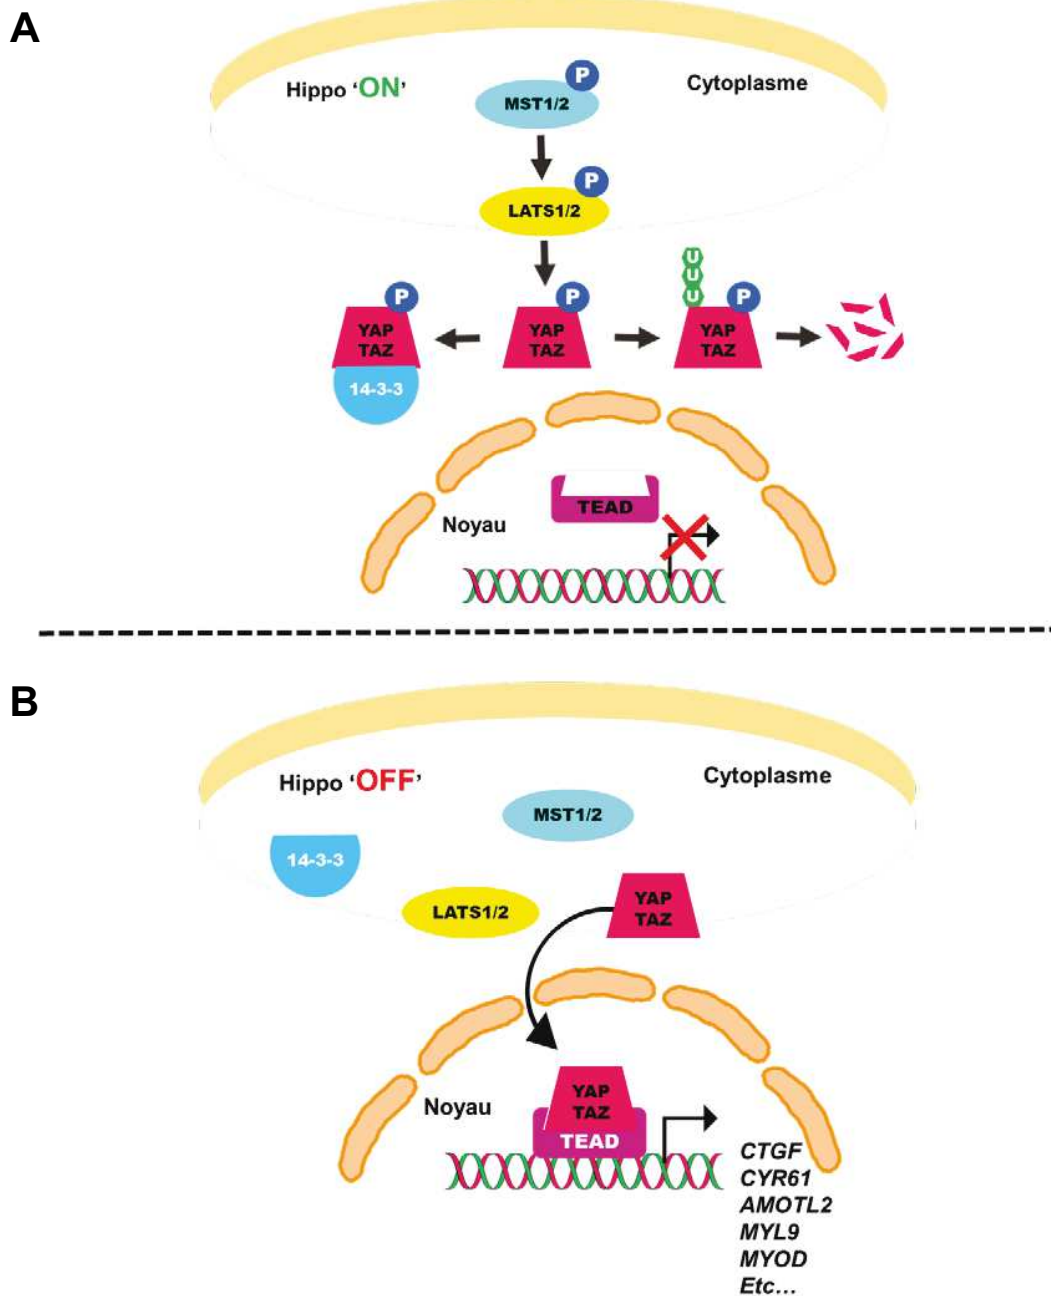 A
Hippo ‘ON’
Cytoplasme
P
MST1/2
P
LATS1/2
P
YAP
TAZ
14-3-3
P
YAP
TAZ
U
U
U
P
YAP
TAZ
TEAD
Noyau
B
Hippo ‘OFF’
Cytoplasme
MST1/2
14-3-3
LATS1/2
YAP
TAZ
Noyau
YAP
TAZ
TEAD
CTGF
CYR61
AMOTL2
MYL9
MYOD
Etc...